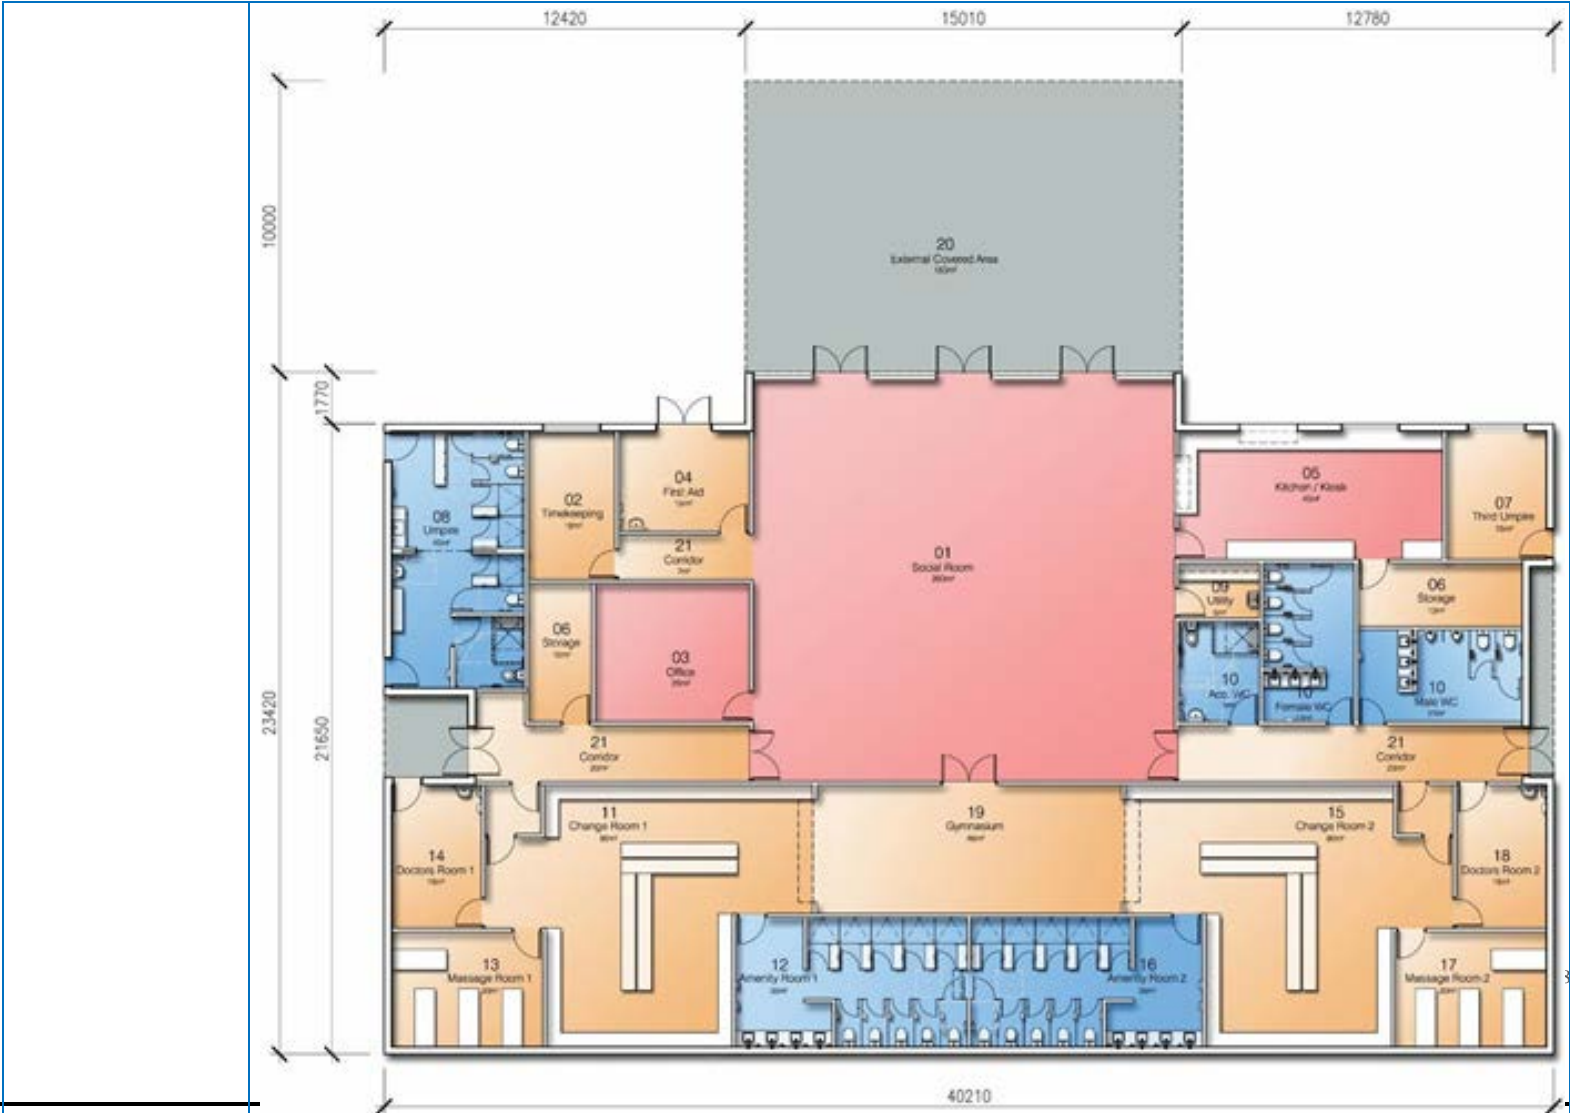 12420
15010
12780
10000
20
External Covered Area
1770
23420
21650
08
Umpire
02
Timekeeping
04
First Aid
21
Corridor
01
Social Room
05
Kitchen / Kiosk
07
Third Umpire
06
Storage
03
Office
09
Utility
06
Storage
10
Acc. WC
10
Female WC
10
Male WC
21
Corridor
21
Corridor
11
Change Room 1
19
Gymnasium
15
Change Room 2
14
Doctors Room 1
18
Doctors Room 2
13
Massage Room 1
12
Amenity Room 1
16
Amenity Room 2
17
Massage Room 2
40210